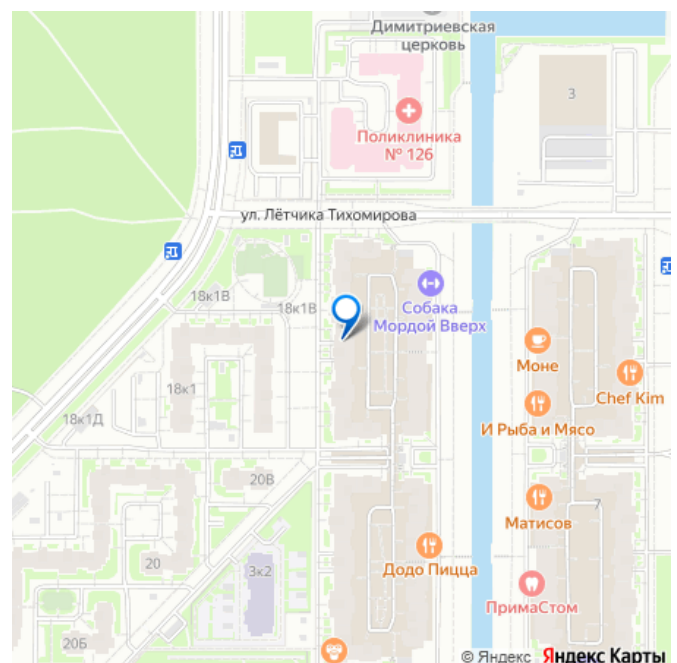 Димитриевская
церковь
3
Поликлиника
№ 126
ул. Лётчика Тихомирова
18к1В
18к1В
Собака
Мордой Вверх
Моне
Chef Kim
18к1
18к1Д
И Рыба и Мясо
20В
Матисов
7
20
3к2
Додо Пицца
ПримаСтом
20Б
© Яндекс Яндекс Карты